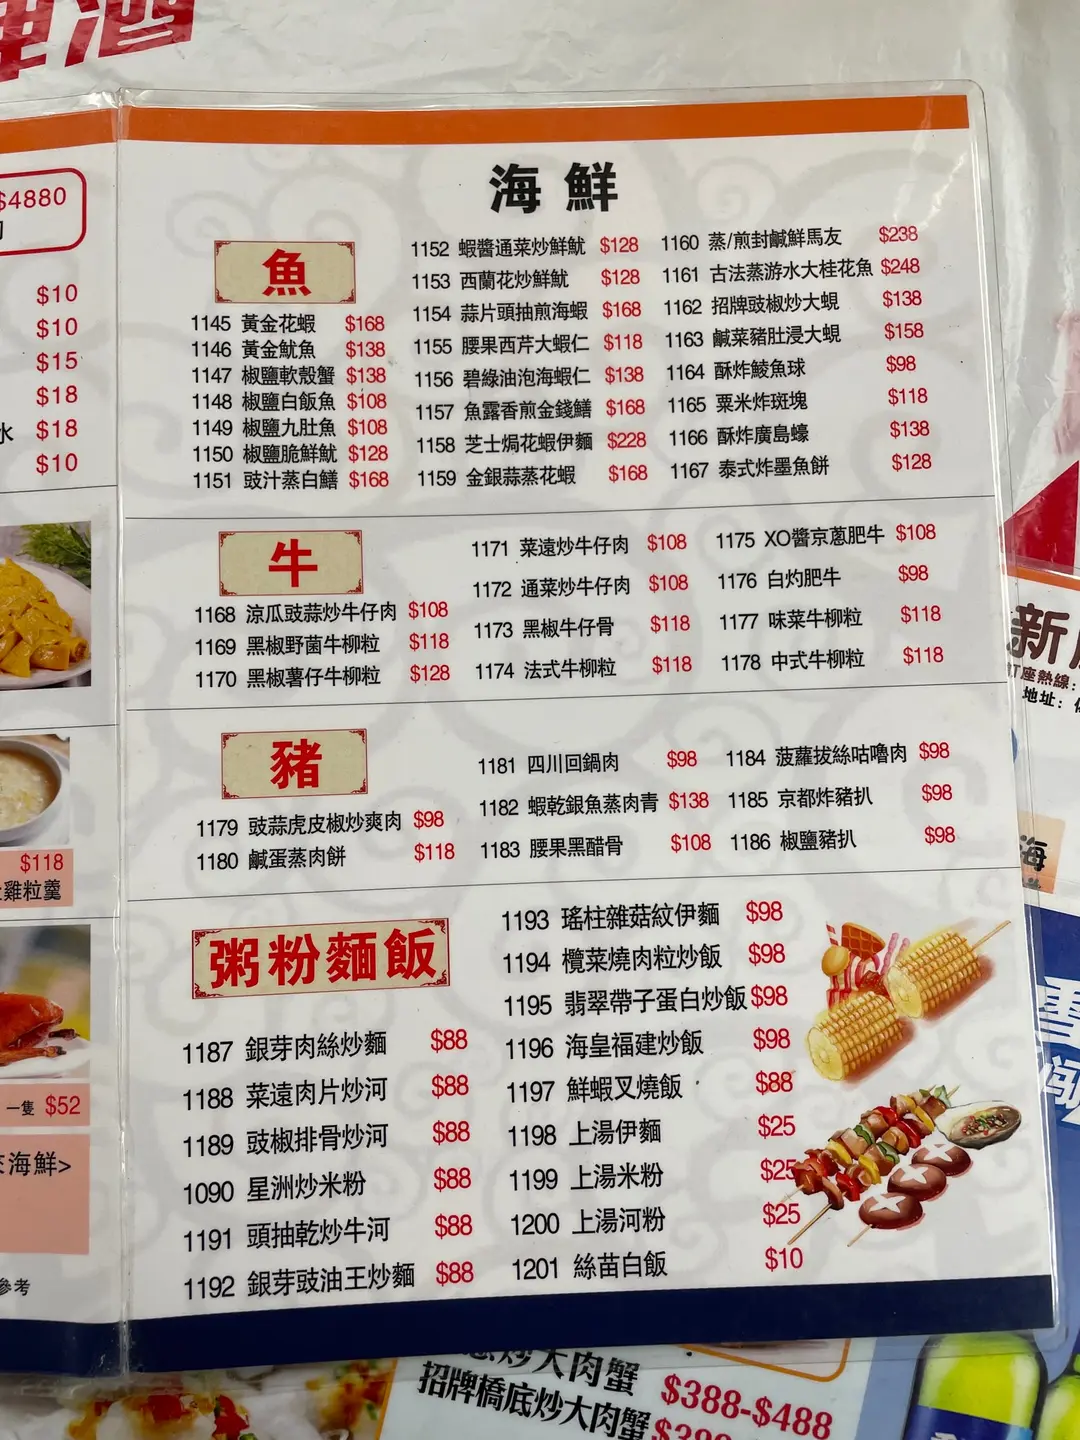 $4880
$10
$10
$15
$18
水 $18
$10
$118
雞粒羹
一隻 $52
海鮮>
參考
海鮮
魚
1145 黃金花蝦 $168
1146 黃金魷魚 $138
1147 椒鹽軟殼蟹 $138
1148 椒鹽白飯魚 $108
1149 椒鹽九肚魚 $108
1150 椒鹽脆鮮魷 $128
1151 豉汁蒸白鱔 $168
1152 蝦醬通菜炒鮮魷 $128
1153 西蘭花炒鮮魷 $128
1154 蒜片頭抽煎海蝦 $168
1155 腰果西芹大蝦仁 $118
1156 碧綠油泡海蝦仁 $138
1157 魚露香煎金錢鱔 $168
1158 芝士焗花蝦伊麵 $228
1159 金銀蒜蒸花蝦 $168
1160 蒸/煎封鹹鮮馬友 $238
1161 古法蒸游水大桂花魚 $248
1162 招牌豉椒炒大蜆 $138
1163 鹹菜豬肚浸大蜆 $158
1164 酥炸鯪魚球 $98
1165 粟米炸斑塊 $118
1166 酥炸廣島蠔 $138
1167 泰式炸墨魚餅 $128
牛
1168 涼瓜豉蒜炒牛仔肉 $108
1169 黑椒野菌牛柳粒 $118
1170 黑椒薯仔牛柳粒 $128
1171 菜遠炒牛仔肉 $108
1172 通菜炒牛仔肉 $108
1173 黑椒牛仔骨 $118
1174 法式牛柳粒 $118
1175 XO醬京蔥肥牛 $108
1176 白灼肥牛 $98
1177 味菜牛柳粒 $118
1178 中式牛柳粒 $118
豬
1179 豉蒜虎皮椒炒爽肉 $98
1180 鹹蛋蒸肉餅 $118
1181 四川回鍋肉 $98
1182 蝦乾銀魚蒸肉青 $138
1183 腰果黑醋骨 $108
1184 菠蘿拔絲咕嚕肉 $98
1185 京都炸豬扒 $98
1186 椒鹽豬扒 $98
粥粉麵飯
1187 銀芽肉絲炒麵 $88
1188 菜遠肉片炒河 $88
1189 豉椒排骨炒河 $88
1090 星洲炒米粉 $88
1191 頭抽乾炒牛河 $88
1192 銀芽豉油王炒麵 $88
1193 瑤柱雜菇紋伊麵 $98
1194 欖菜燒肉粒炒飯 $98
1195 翡翠帶子蛋白炒飯 $98
1196 海皇福建炒飯 $98
1197 鮮蝦叉燒飯 $88
1198 上湯伊麵 $25
1199 上湯米粉 $25
1200 上湯河粉 $25
1201 絲苗白飯 $10
新
訂座熱線:
地址:
海
雪
炒大肉蟹 $388-$488
招牌橋底炒大肉蟹